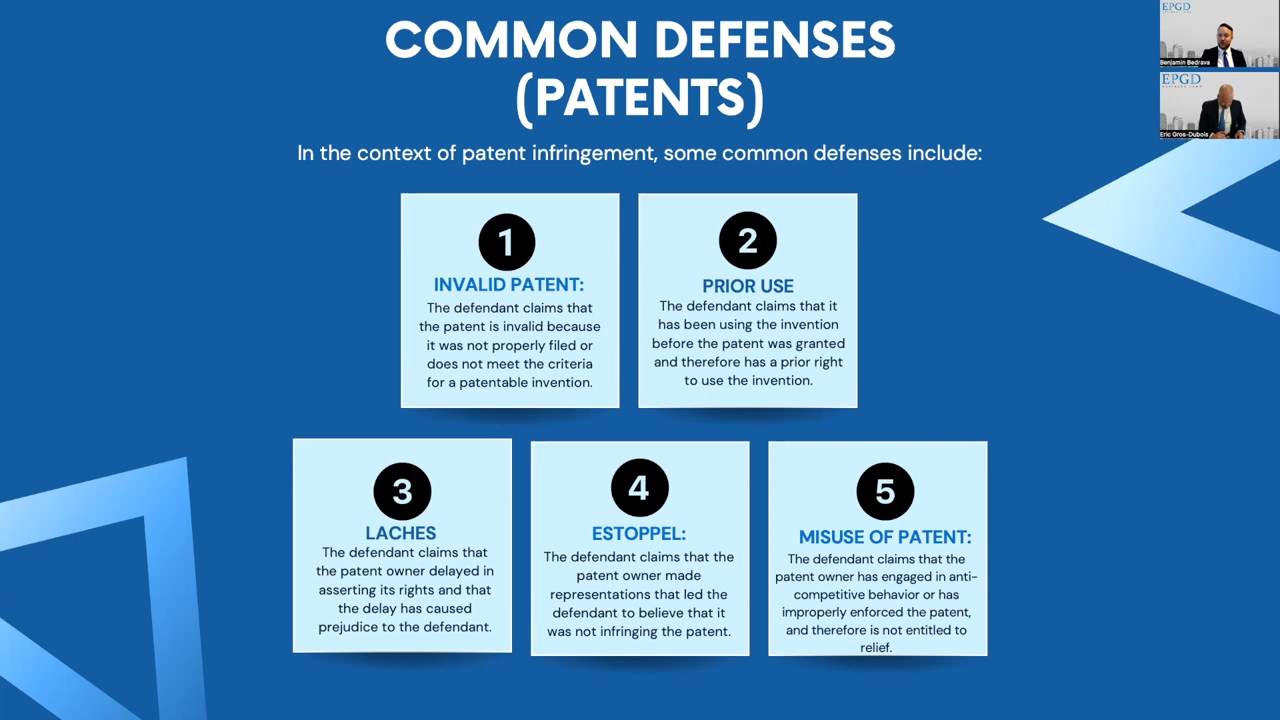 COMMON DEFENSES
(PATENTS)
In the context of patent infringement, some common defenses include:
1
INVALID PATENT:
The defendant claims that
the patent is invalid because
it was not properly filed or
does not meet the criteria
for a patentable invention.
2
PRIOR USE
The defendant claims that it
has been using the invention
before the patent was granted
and therefore has a prior right
to use the invention.
3
LACHES
The defendant claims that
the patent owner delayed in
asserting its rights and that
the delay has caused
prejudice to the defendant.
4
ESTOPPEL:
The defendant claims that the
patent owner made
representations that led the
defendant to believe that it
was not infringing the patent.
5
MISUSE OF PATENT:
The defendant claims that the
patent owner has engaged in anti-
competitive behavior or has
improperly enforced the patent,
and therefore is not entitled to
relief.
EPGD
Benjamin Bedrava
EPGD
BUSINESS LAW
Eric Gros-Dubois